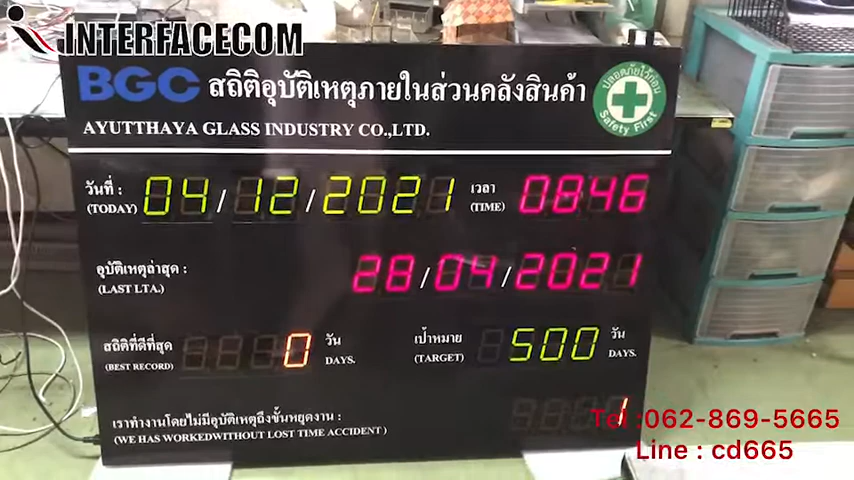 INTERFACECOM
BGC สถิติอุบัติเหตุภายในส่วนคลังสินค้า
ปลอดภัยไว้ก่อน
Safety First
AYUTTHAYA GLASS INDUSTRY CO.,LTD.
วันที่ : 04/12/2021 เวลา 0846
(TODAY) (TIME)
อุบัติเหตุล่าสุด : 28/04/2021
(LAST LTA.)
สถิติที่ดีที่สุด 0 วัน เป้าหมาย 500 วัน
(BEST RECORD) DAYS. (TARGET) DAYS.
เราทำงานโดยไม่มีอุบัติเหตุถึงขั้นหยุดงาน : 1
(WE HAS WORKEDWITHOUT LOST TIME ACCIDENT )
Tel :062-869-5665
Line : cd665